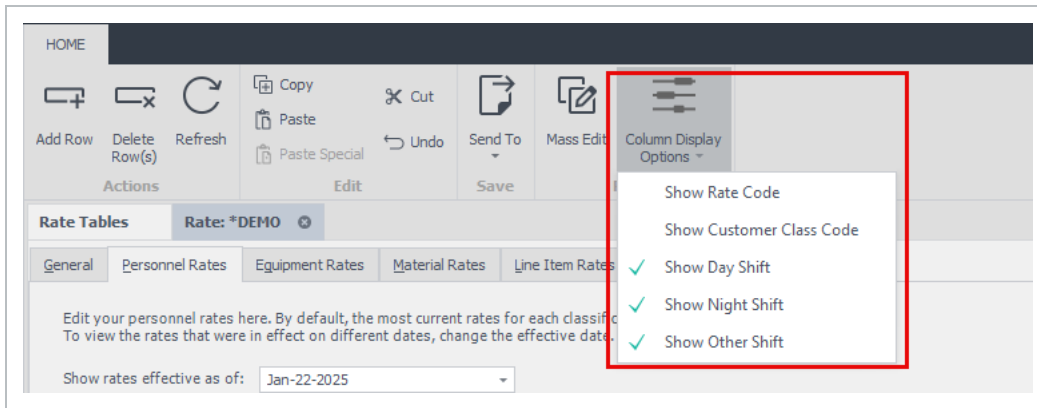 HOME
Add Row
Delete
Row(s)
Refresh
Copy
Paste
Paste Special
Cut
Undo
Send To
Mass Edit
Column Display
Options
Actions
Edit
Save
Show Rate Code
Show Customer Class Code
Show Day Shift
Show Night Shift
Show Other Shift
Rate Tables
Rate: *DEMO
General
Personnel Rates
Equipment Rates
Material Rates
Line Item Rates
Edit your personnel rates here. By default, the most current rates for each
To view the rates that were in effect on different dates, change the effective date.
Show rates effective as of:
Jan-22-2025